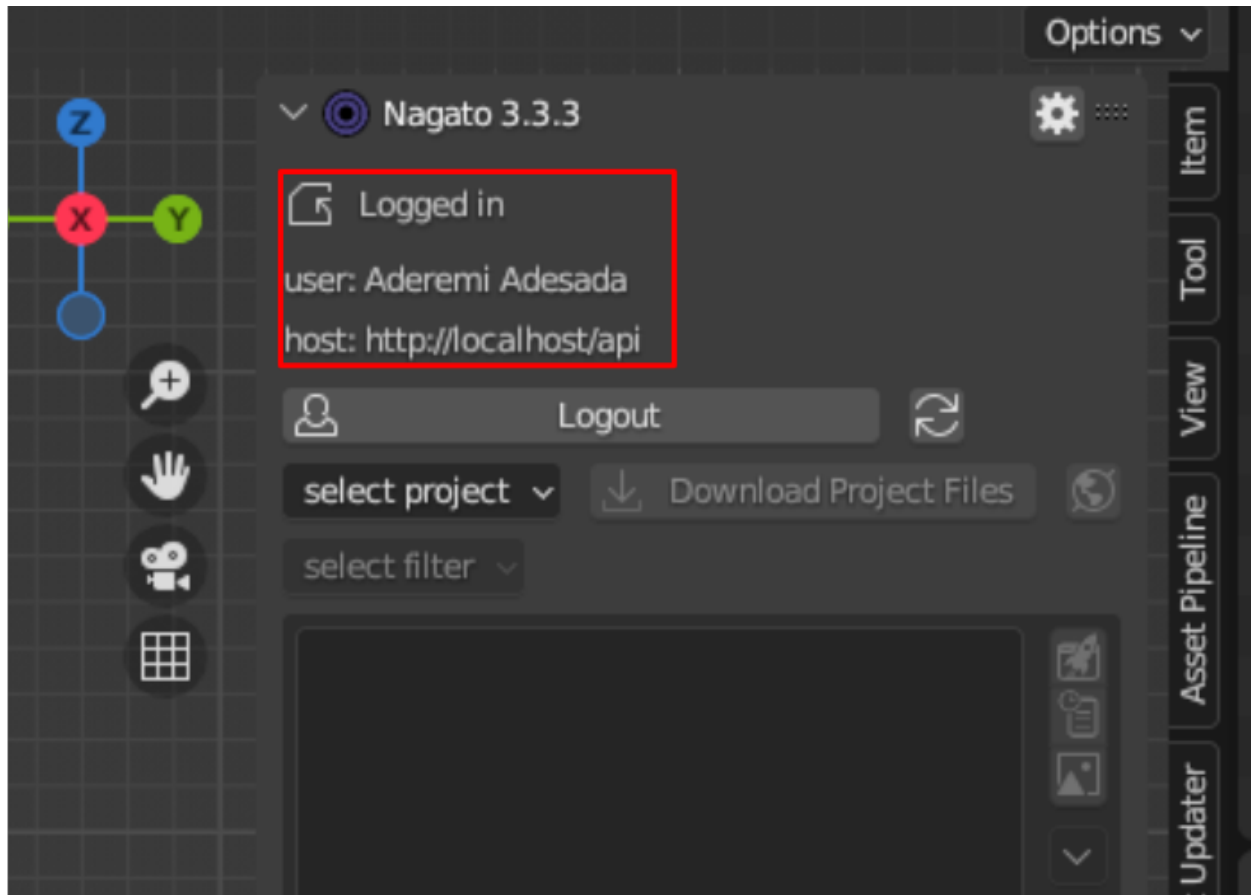 Options
Z
X
Y
Nagato 3.3.3
Logged in
user: Aderemi Adesada
host: http://localhost/api
Logout
select project
Download Project Files
select filter
Item
Tool
View
Asset Pipeline
Updater